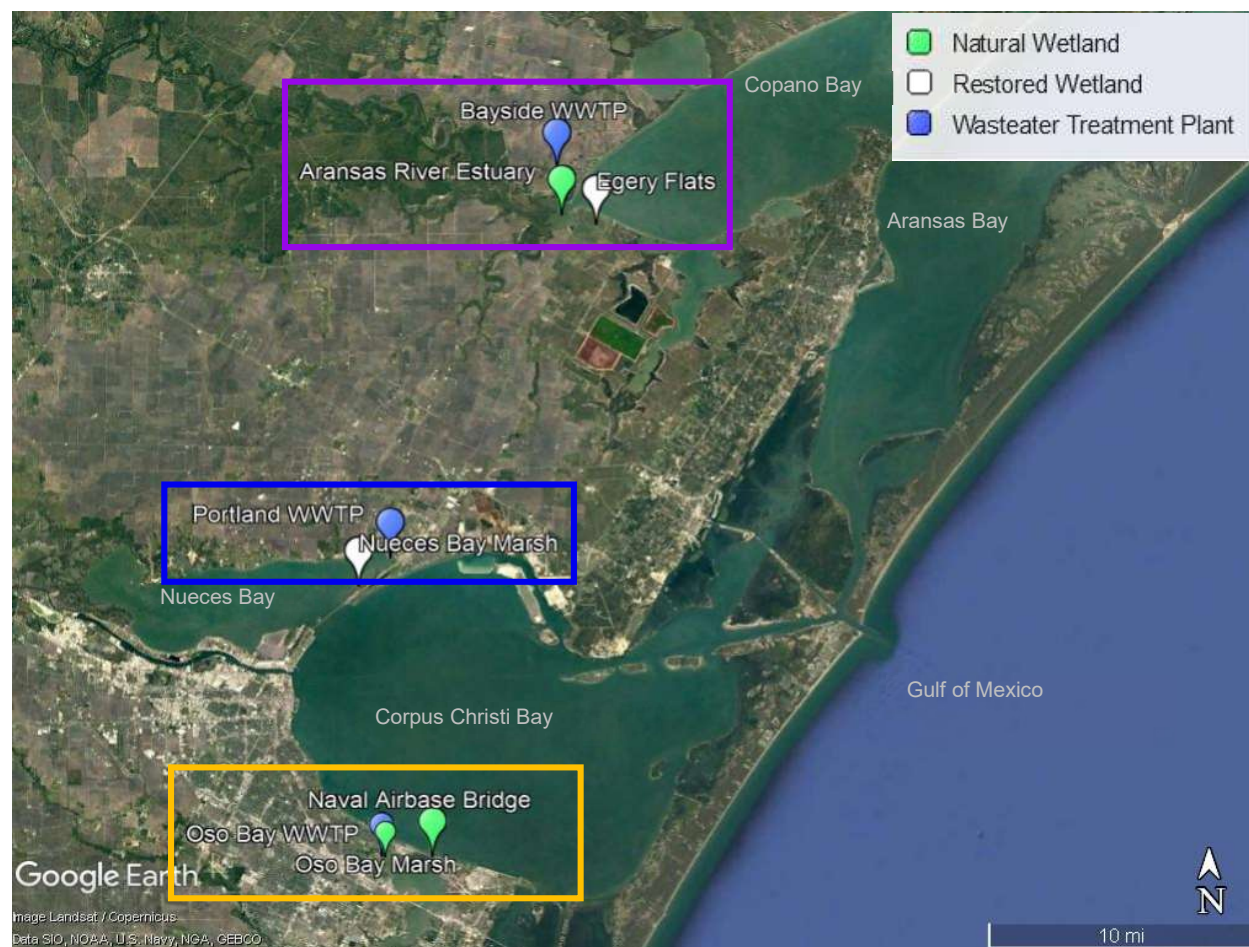 Natural Wetland
Restored Wetland
Wasteater Treatment Plant
Copano Bay
Bayside WWTP
Aransas River Estuary
Egery Flats
Aransas Bay
Portland WWTP
Nueces Bay Marsh
Nueces Bay
Gulf of Mexico
Corpus Christi Bay
Naval Airbase Bridge
Oso Bay WWTP
Oso Bay Marsh
Google Earth
Image Landsat / Copernicus
Data SIO, NOAA, U.S. Navy, NGA, GEBCO
N
10 mi